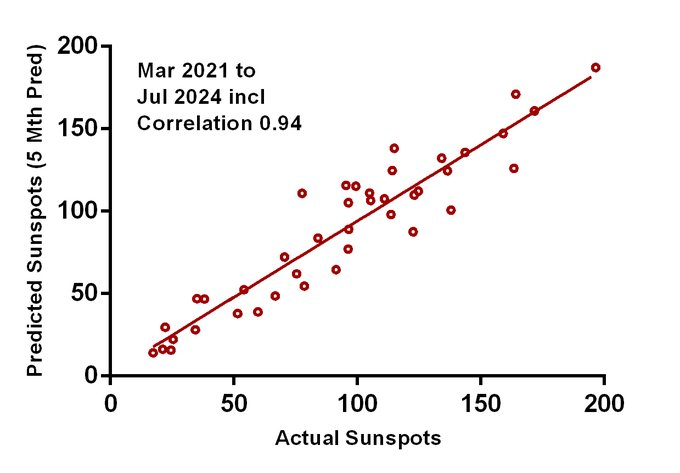 Predicted Sunspots (5 Mth Pred)
200
150
100
50
0
Mar 2021 to
Jul 2024 incl
Correlation 0.94
0 50 100 150 200
Actual Sunspots